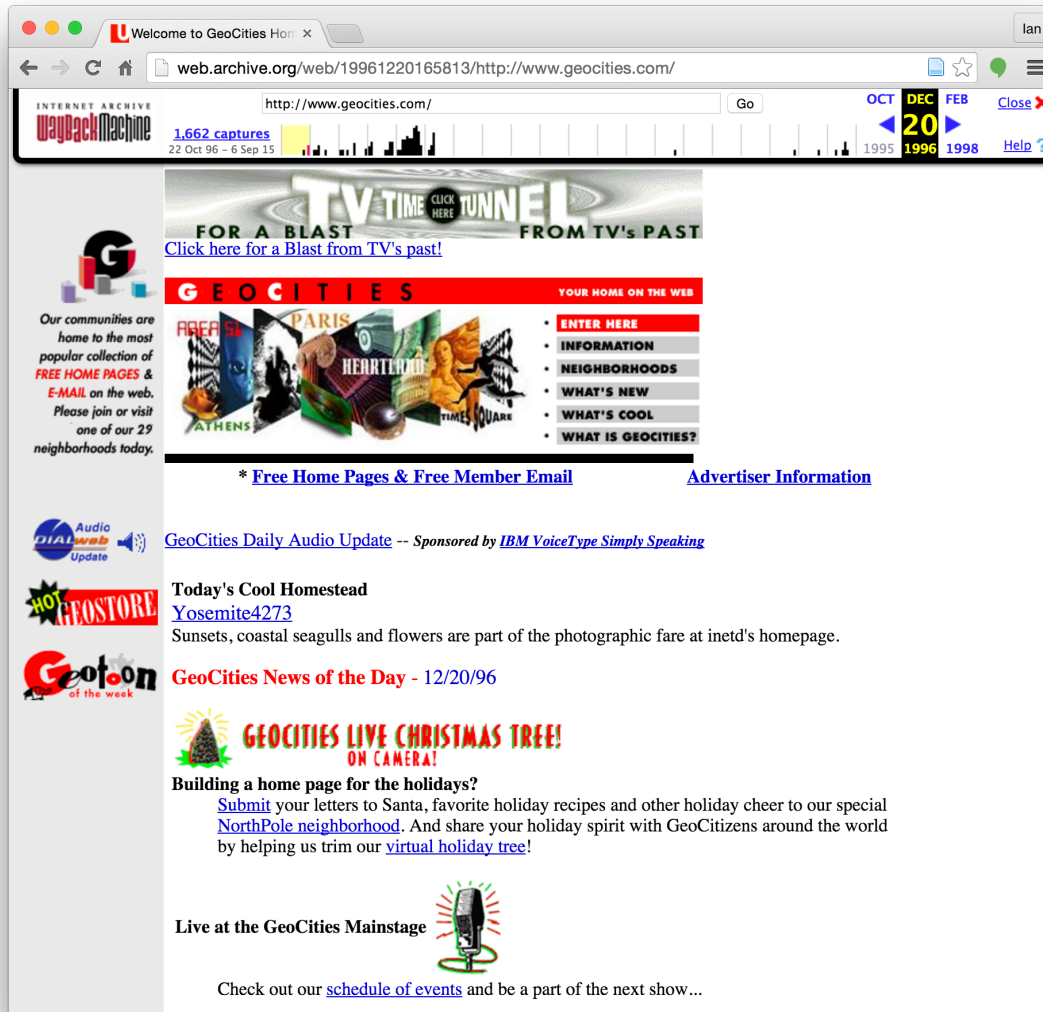 Welcome to GeoCities Hom
Ian
web.archive.org/web/19961220165813/http://www.geocities.com/
INTERNET ARCHIVE
WayBackMachine
http://www.geocities.com/
Go
1,662 captures
22 Oct 96 – 6 Sep 15
OCT DEC FEB
20
1995 1996 1998
Close
Help ?
TV TIME CLICK HERE TUNNEL
FOR A BLAST FROM TV's PAST
Click here for a Blast from TV's past!
G
Our communities are
home to the most
popular collection of
FREE HOME PAGES &
E-MAIL on the web.
Please join or visit
one of our 29
neighborhoods today.
GEOCITIES YOUR HOME ON THE WEB
AREA 51
PARIS
HEARTLAND
ATHENS
TIMES SQUARE
• ENTER HERE
• INFORMATION
• NEIGHBORHOODS
• WHAT'S NEW
• WHAT'S COOL
• WHAT IS GEOCITIES?
* Free Home Pages & Free Member Email Advertiser Information
Audio
DIALweb
Update
GeoCities Daily Audio Update -- Sponsored by IBM VoiceType Simply Speaking
HOT
GEOSTORE
Geotoon
of the week
Today's Cool Homestead
Yosemite4273
Sunsets, coastal seagulls and flowers are part of the photographic fare at inetd's homepage.
GeoCities News of the Day - 12/20/96
GEOCITIES LIVE CHRISTMAS TREE!
ON CAMERA!
Building a home page for the holidays?
Submit your letters to Santa, favorite holiday recipes and other holiday cheer to our special
NorthPole neighborhood. And share your holiday spirit with GeoCitizens around the world
by helping us trim our virtual holiday tree!
Live at the GeoCities Mainstage
Check out our schedule of events and be a part of the next show...